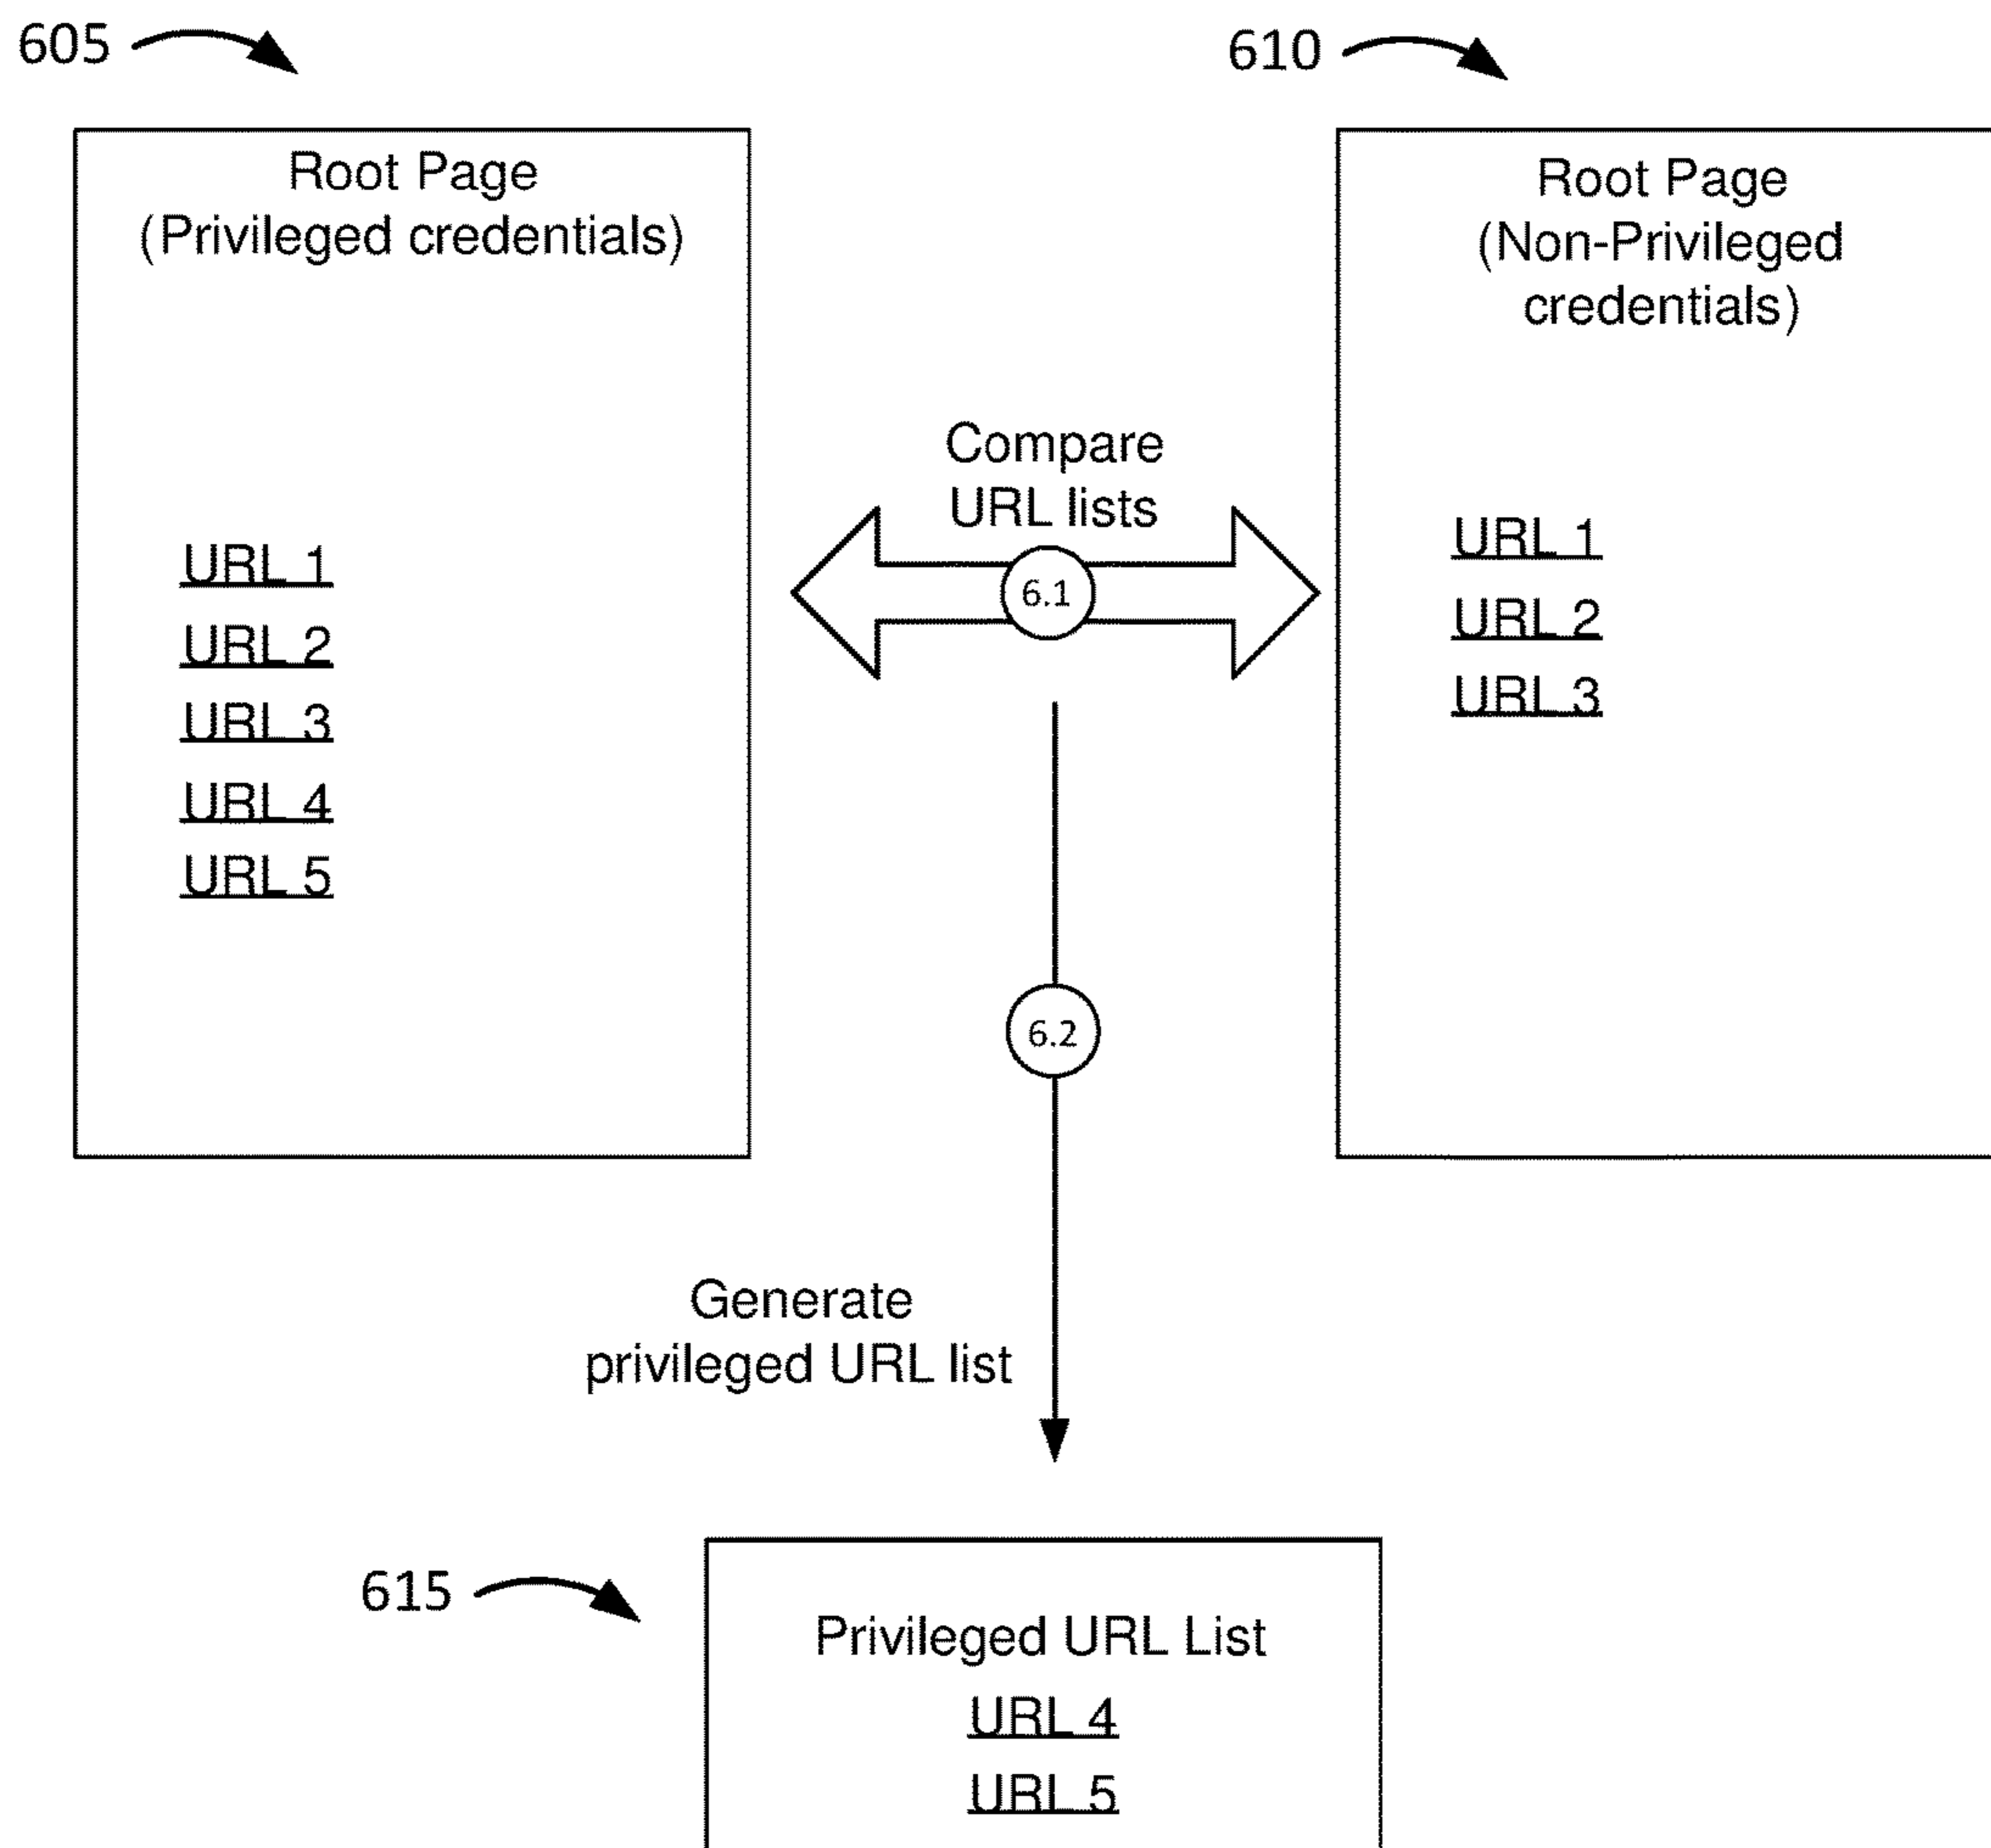 605
610
Root Page
(Privileged credentials)
Root Page
(Non-Privileged
credentials)
Compare
URL lists
6.1
URL 1
URL 2
URL 3
URL 4
URL 5
URL 1
URL 2
URL 3
6.2
Generate
privileged URL list
615
Privileged URL List
URL 4
URL 5